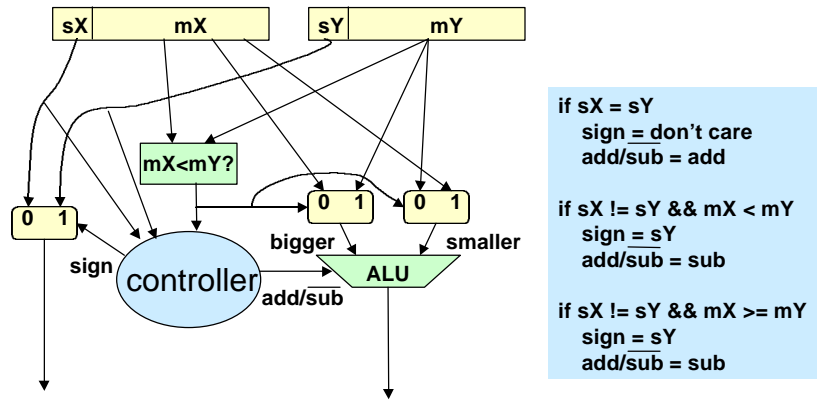 sX mX sY mY
mX<mY?
0 1
0 1
0 1
bigger
smaller
sign
controller
add/sub
ALU
if sX = sY
sign = don't care
add/sub = add
if sX != sY && mX < mY
sign = sY
add/sub = sub
if sX != sY && mX >= mY
sign = sY
add/sub = sub